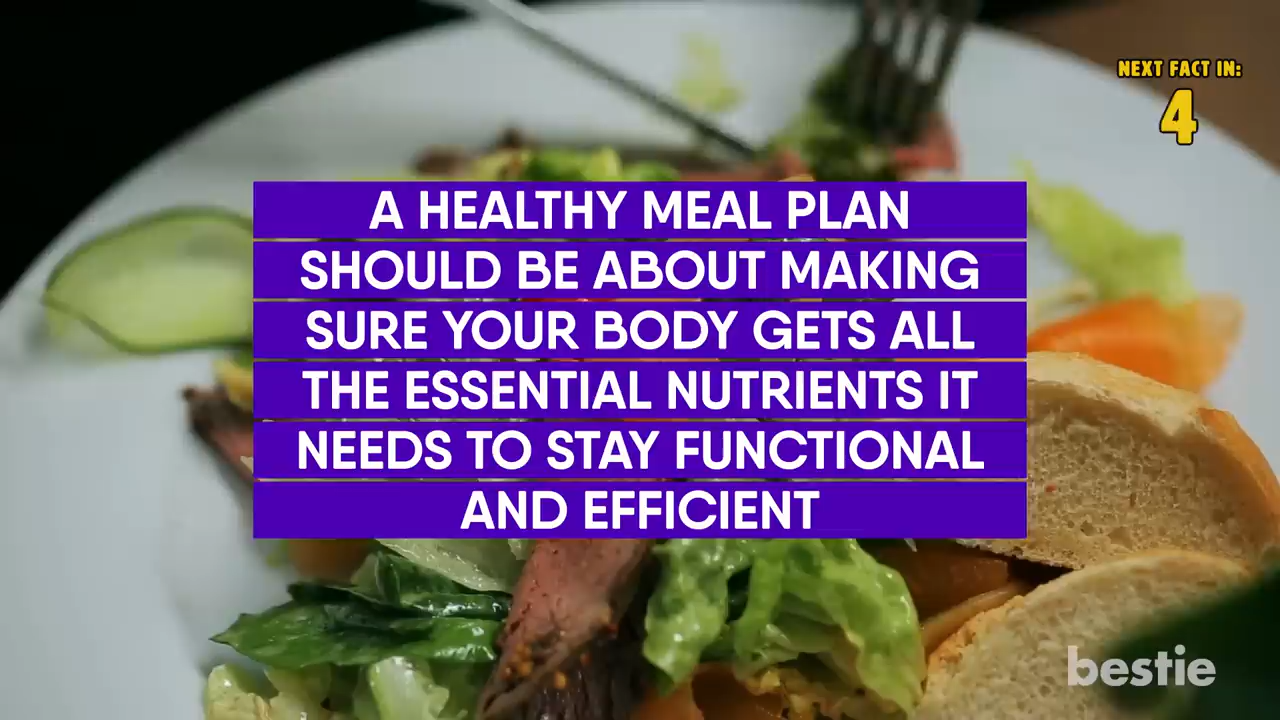 NEXT FACT IN:
4
A HEALTHY MEAL PLAN
SHOULD BE ABOUT MAKING
SURE YOUR BODY GETS ALL
THE ESSENTIAL NUTRIENTS IT
NEEDS TO STAY FUNCTIONAL
AND EFFICIENT
bestie